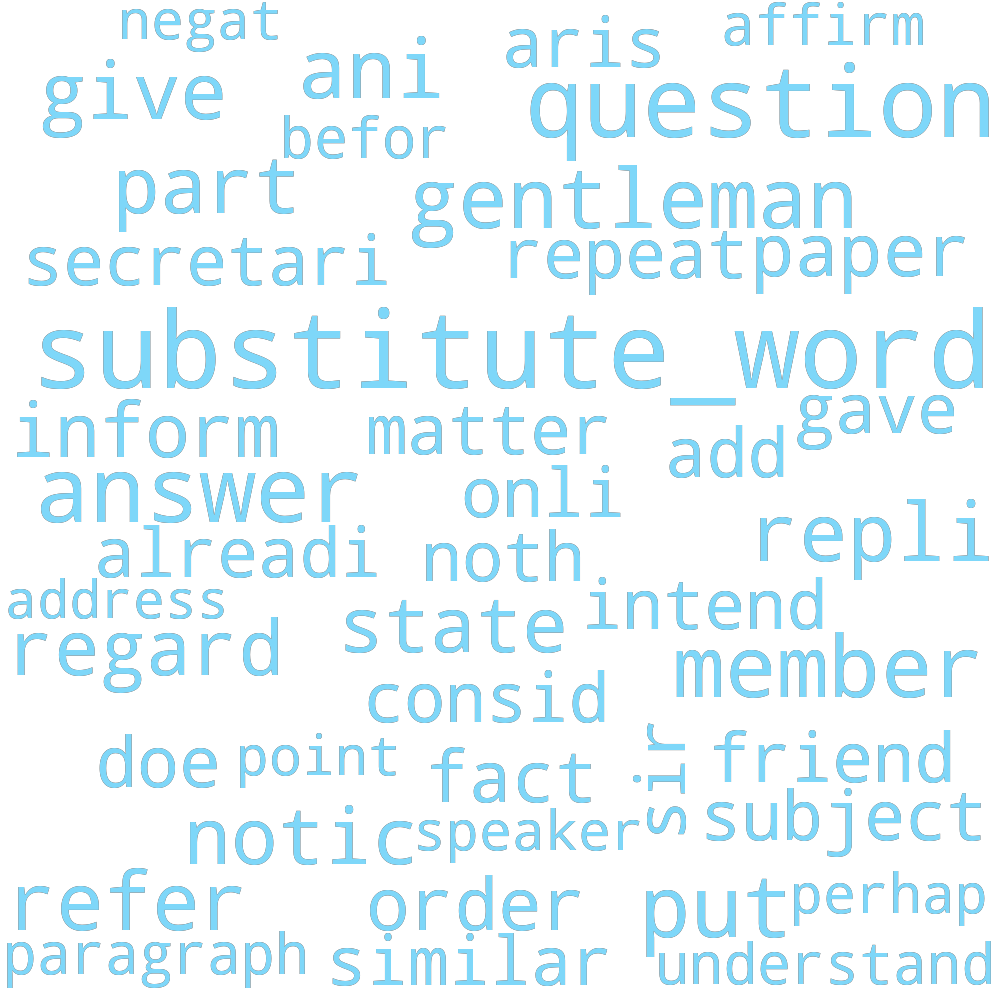 negat
affirm
aris
give
ani
question
befor
part
gentleman
secretari
repeat
paper
substitute_word
inform
matter
add
gave
answer
onli
repli
alreadi
noth
address
intend
regard
state
member
consid
sir
friend
doe
point
fact
subject
notic
speaker
refer
order
put
perhap
paragraph
similar
understand